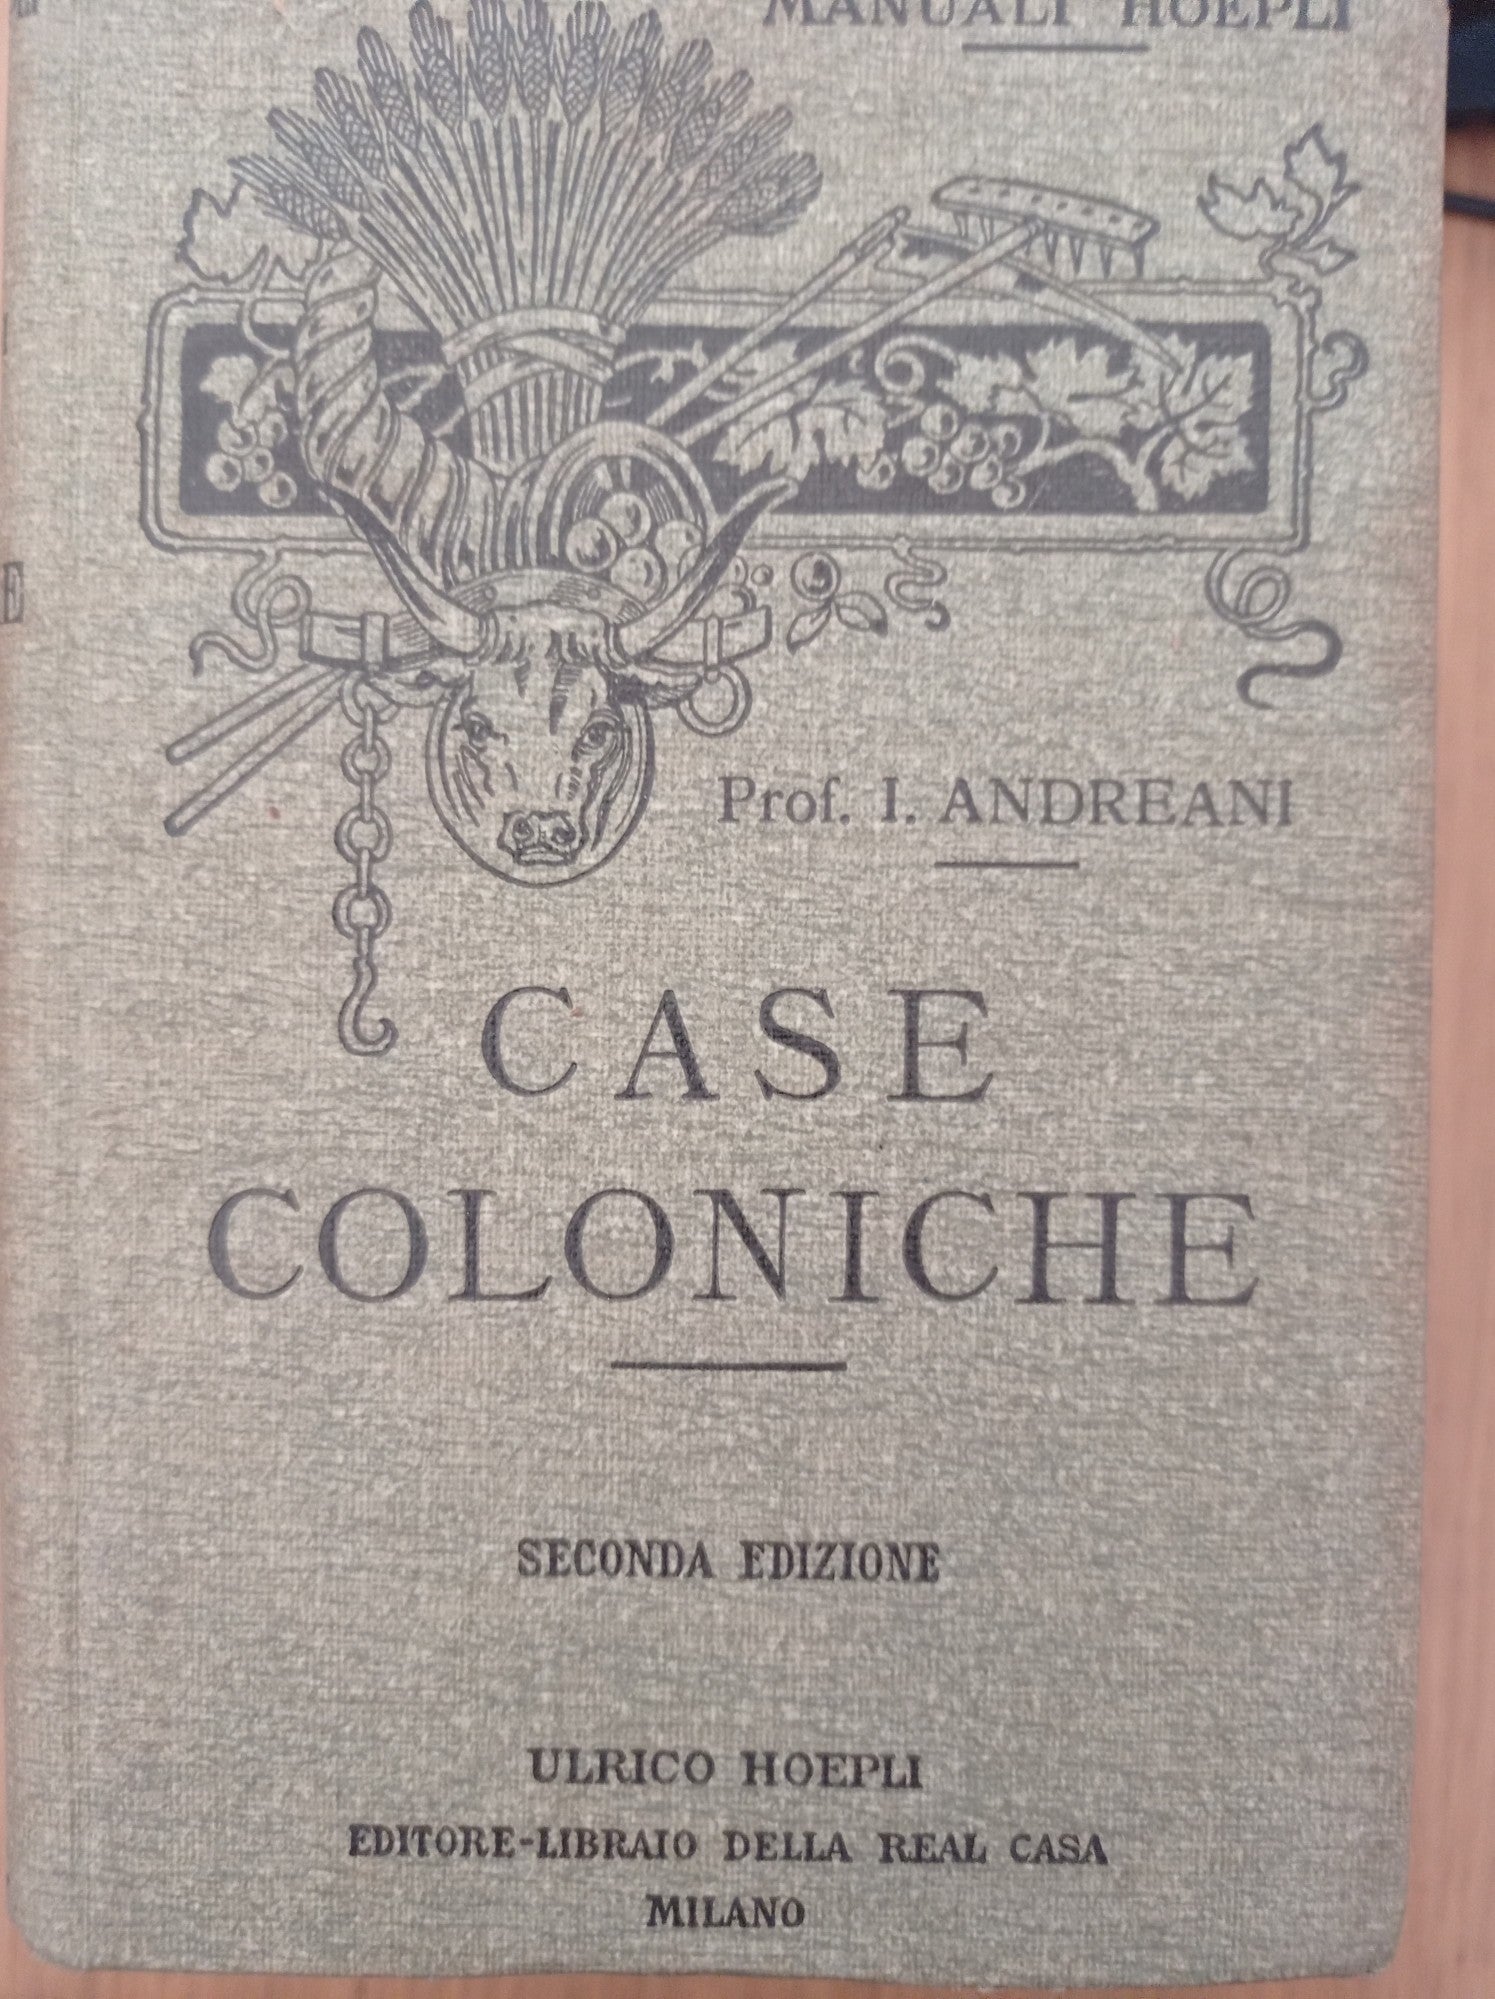 MANUALI HOEPLI
Prof. I. ANDREANI
CASE
COLONICHE
SECONDA EDIZIONE
ULRICO HOEPLI
EDITORE-LIBRAIO DELLA REAL CASA
MILANO